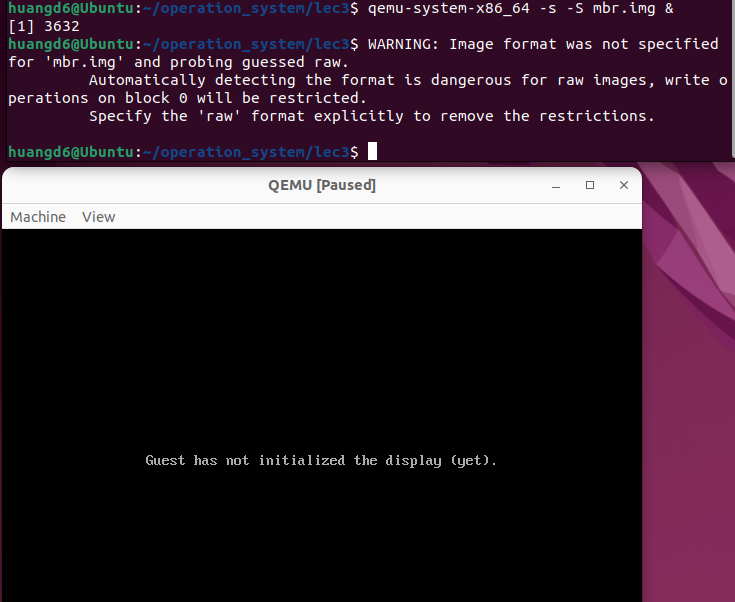 huangd6@Ubuntu:~/operation_system/lec3$ qemu-system-x86_64 -s -S mbr.img &
[1] 3632
huangd6@Ubuntu:~/operation_system/lec3$ WARNING: Image format was not specified
for 'mbr.img' and probing guessed raw.
         Automatically detecting the format is dangerous for raw images, write o
perations on block 0 will be restricted.
         Specify the 'raw' format explicitly to remove the restrictions.
huangd6@Ubuntu:~/operation_system/lec3$
QEMU [Paused]
Machine View
Guest has not initialized the display (yet).